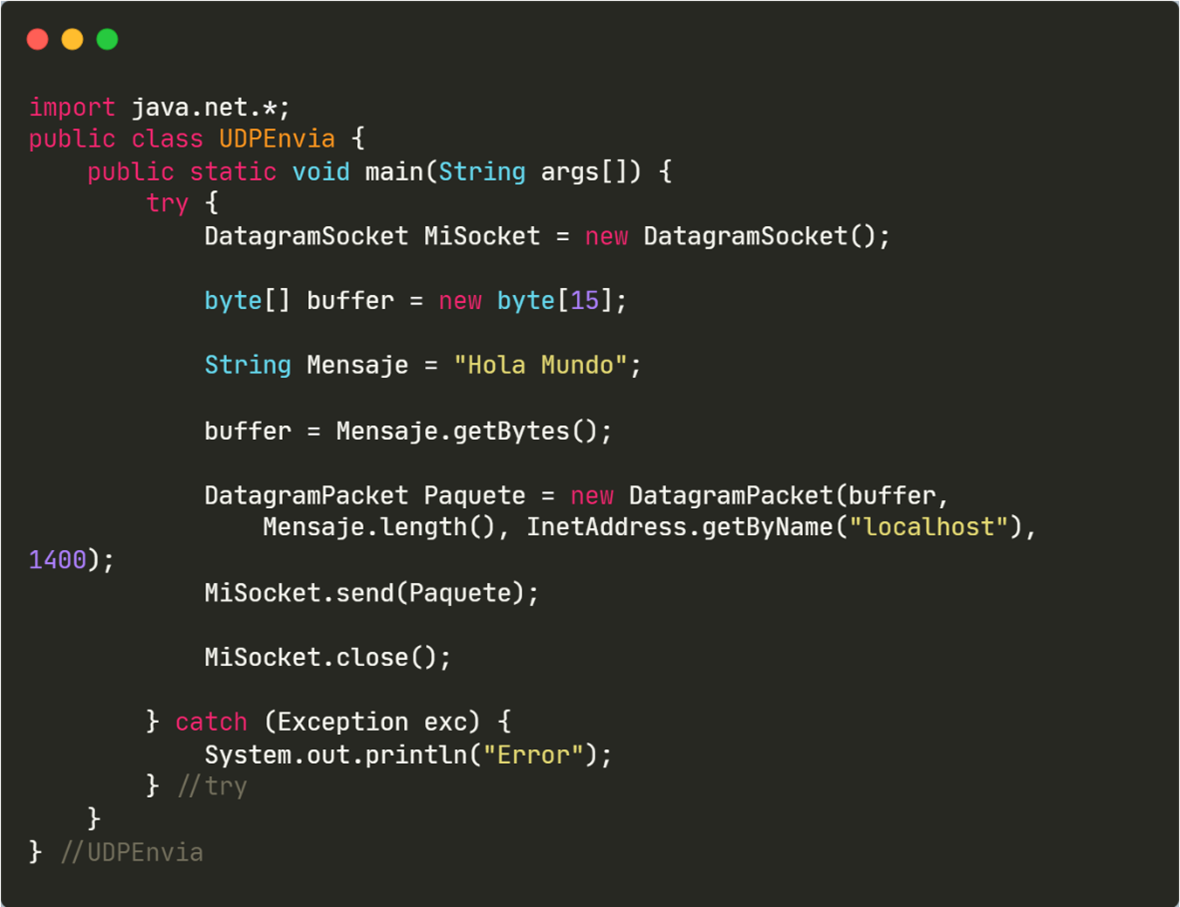 import java.net.*;
public class UDPEnvia {
    public static void main(String args[]) {
        try {
            DatagramSocket MiSocket = new DatagramSocket();

            byte[] buffer = new byte[15];

            String Mensaje = "Hola Mundo";

            buffer = Mensaje.getBytes();

            DatagramPacket Paquete = new DatagramPacket(buffer,
                Mensaje.length(), InetAddress.getByName("localhost"),
1400);
            MiSocket.send(Paquete);

            MiSocket.close();

        } catch (Exception exc) {
            System.out.println("Error");
        } //try
    }
} //UDPEnvia